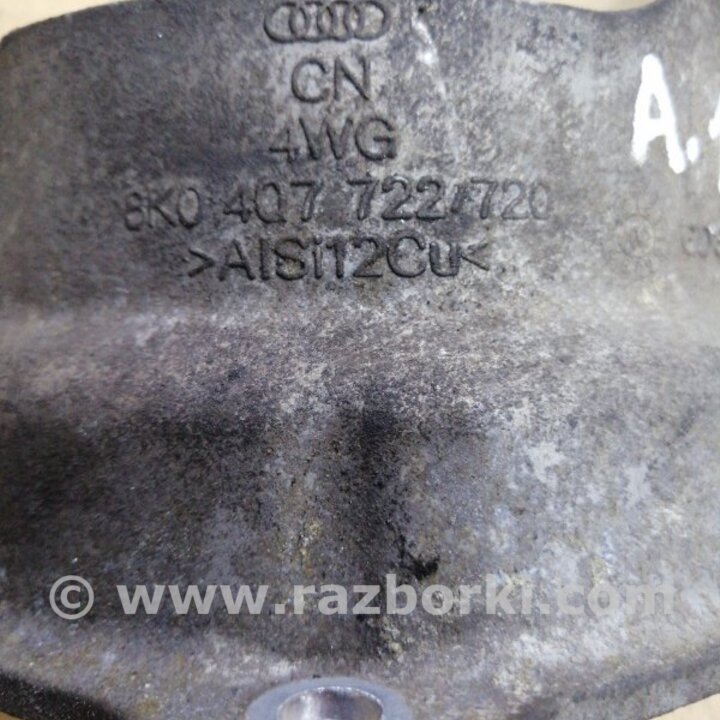 CN
4WG
8K0 407 722/720
>AlSi12Cu<
A.
© www.razborki.com